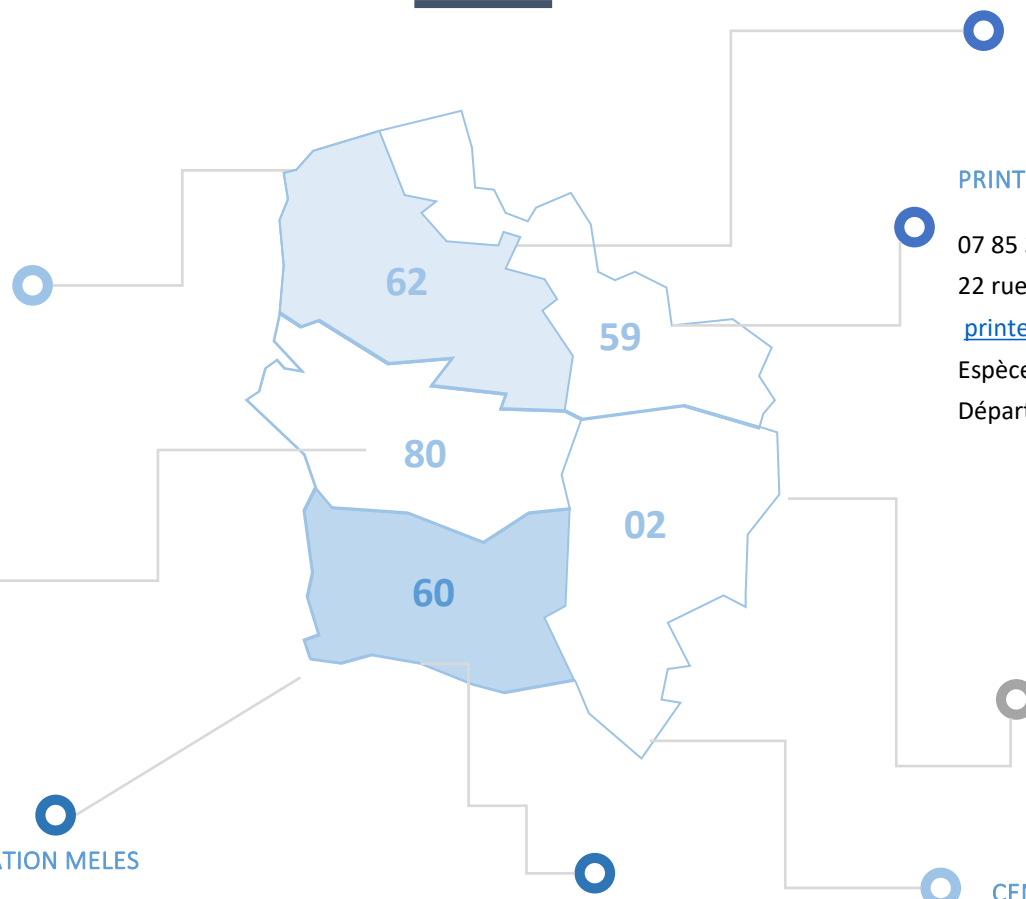 PRINT
07 85
22 rue
printe
Espèce
Départ
62
59
80
02
60
ATION MELES
CEN